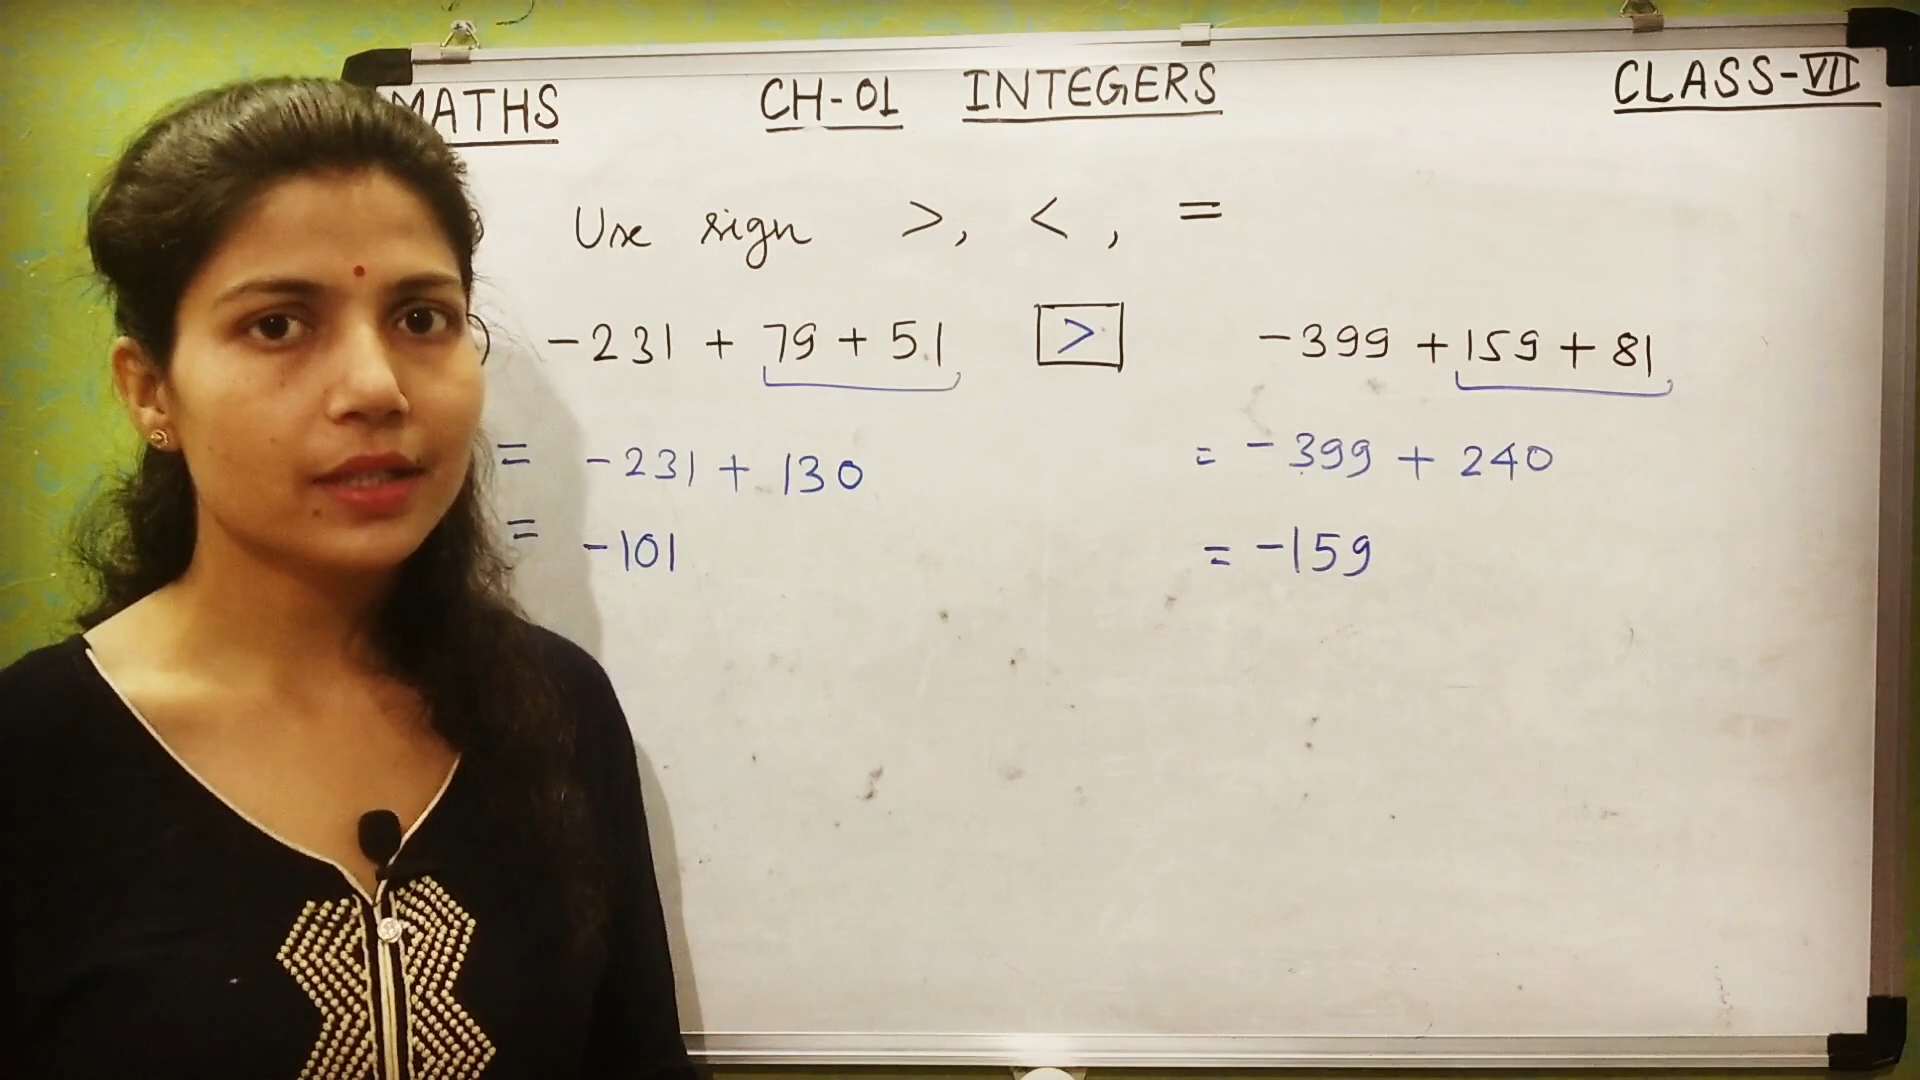 MATHS CH-01 INTEGERS CLASS-VII
Use sign >, < , =
) -231 + 79 + 51 > -399 + 159 + 81
= -231 + 130 = -399 + 240
= -101 = -159